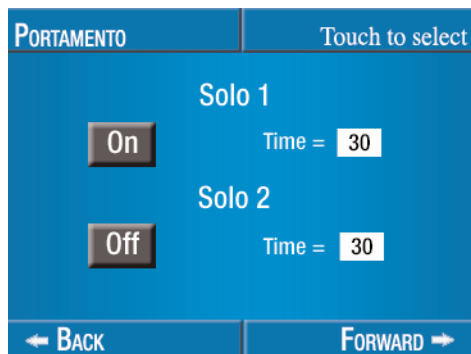 PORTAMENTO Touch to select
Solo 1
On Time = 30
Solo 2
Off Time = 30
BACK FORWARD